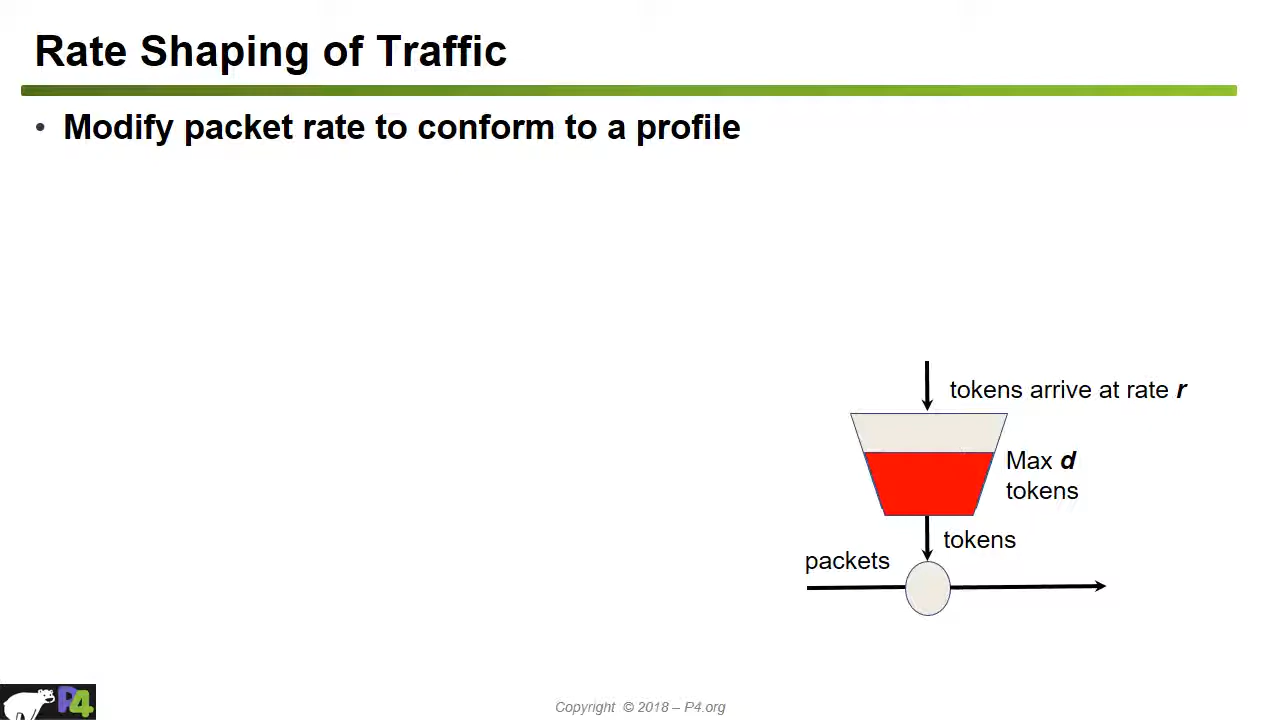 Rate Shaping of Traffic
• Modify packet rate to conform to a profile
tokens arrive at rate r
Max d
tokens
tokens
packets
P4
Copyright © 2018 – P4.org